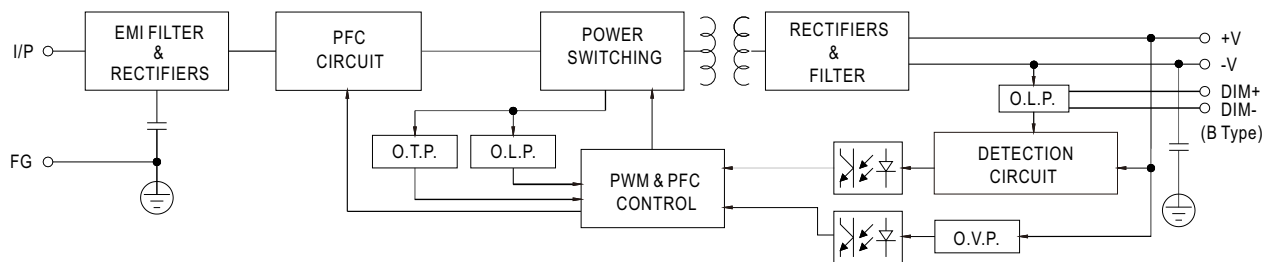 I/P
EMI FILTER
&
RECTIFIERS
PFC
CIRCUIT
POWER
SWITCHING
RECTIFIERS
&
FILTER
+V
-V
DIM+
DIM-
(B Type)
O.L.P.
FG
O.T.P.
O.L.P.
PWM & PFC
CONTROL
DETECTION
CIRCUIT
O.V.P.